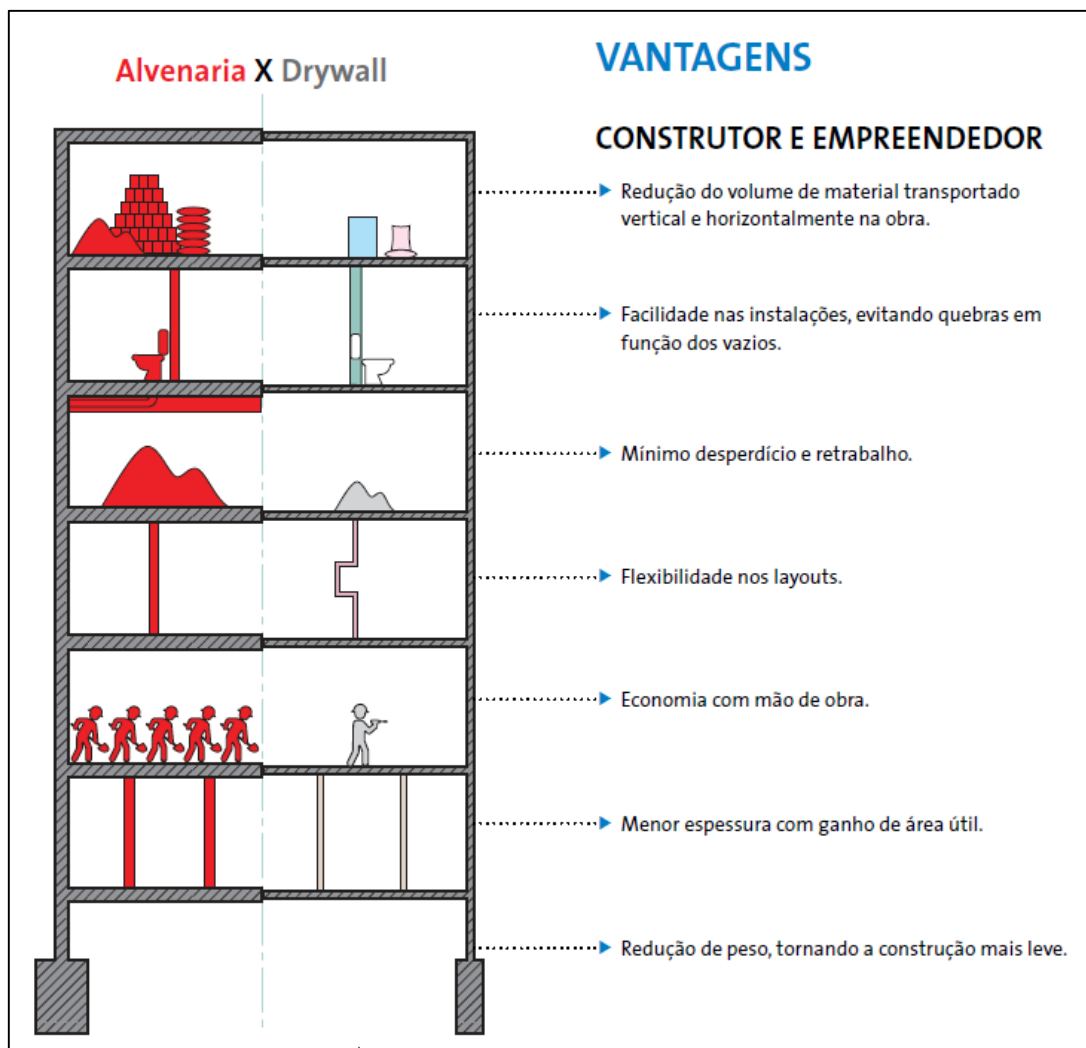 Alvenaria X Drywall
VANTAGENS
CONSTRUTOR E EMPREENDEDOR
Redução do volume de material transportado
vertical e horizontalmente na obra.
Facilidade nas instalações, evitando quebras em
função dos vazios.
Mínimo desperdício e retrabalho.
Flexibilidade nos layouts.
Economia com mão de obra.
Menor espessura com ganho de área útil.
Redução de peso, tornando a construção mais leve.